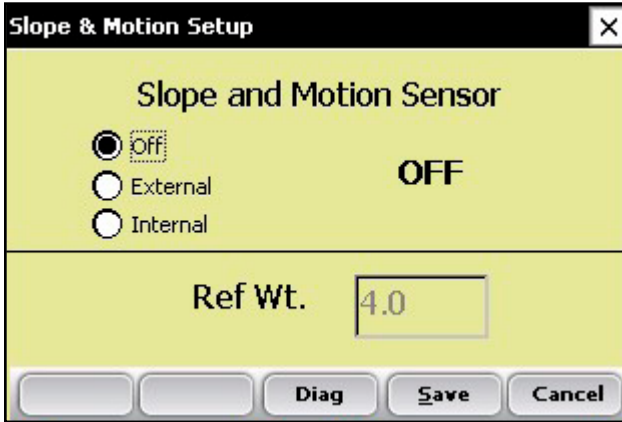 Slope & Motion Setup
Slope and Motion Sensor
Off
External
Internal
OFF
Ref Wt.
4.0
Diag
Save
Cancel